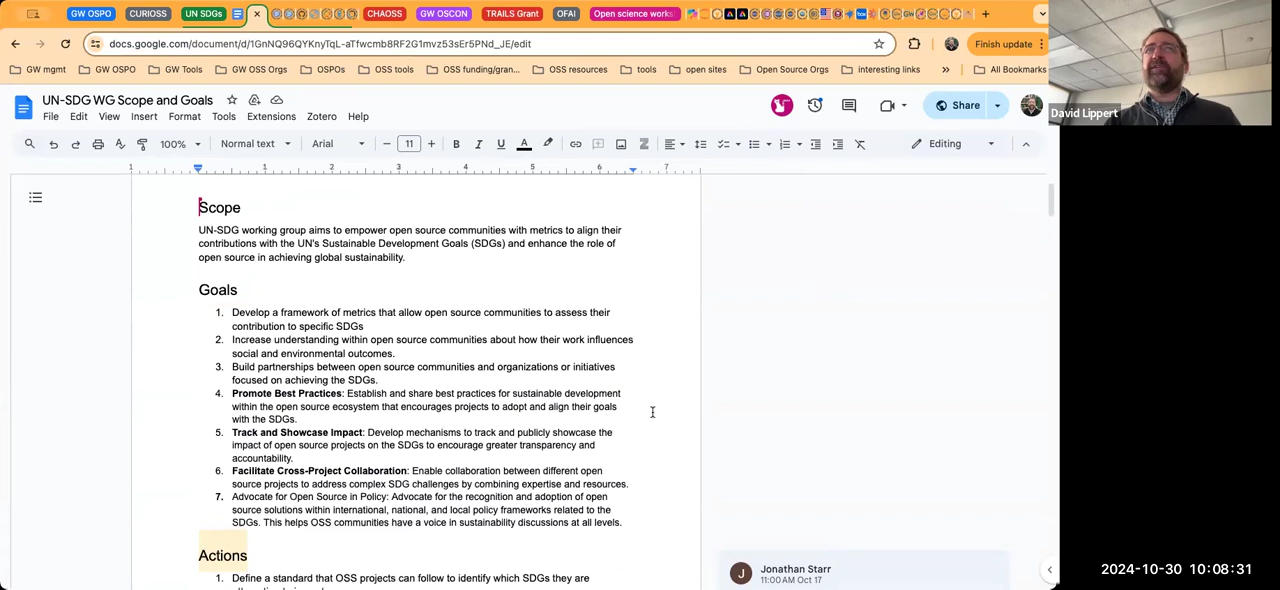 GW OSPO CURIOSS UN SDGs CHAOSS GW OSCON TRAILS Grant OFAI Open science works
docs.google.com/document/d/1GnNQ96QYKnyTqL-aTfwcmb8RF2G1mvz53sEr5PNd_JE/edit Finish update
GW mgmt GW OSPO GW Tools GW OSS Orgs OSPOs OSS tools OSS funding/gran... OSS resources tools open sites Open Source Orgs interesting links » All Bookmarks
David Lippert
UN-SDG WG Scope and Goals
File Edit View Insert Format Tools Extensions Zotero Help
Share
100% Normal text Arial 11 Editing
1 1 2 3 4 5 6 7
Scope
UN-SDG working group aims to empower open source communities with metrics to align their
contributions with the UN's Sustainable Development Goals (SDGs) and enhance the role of
open source in achieving global sustainability.
Goals
1. Develop a framework of metrics that allow open source communities to assess their
contribution to specific SDGs
2. Increase understanding within open source communities about how their work influences
social and environmental outcomes.
3. Build partnerships between open source communities and organizations or initiatives
focused on achieving the SDGs.
4. Promote Best Practices: Establish and share best practices for sustainable development
within the open source ecosystem that encourages projects to adopt and align their goals
with the SDGs.
5. Track and Showcase Impact: Develop mechanisms to track and publicly showcase the
impact of open source projects on the SDGs to encourage greater transparency and
accountability.
6. Facilitate Cross-Project Collaboration: Enable collaboration between different open
source projects to address complex SDG challenges by combining expertise and resources.
7. Advocate for Open Source in Policy: Advocate for the recognition and adoption of open
source solutions within international, national, and local policy frameworks related to the
SDGs. This helps OSS communities have a voice in sustainability discussions at all levels.
Actions
1. Define a standard that OSS projects can follow to identify which SDGs they are
J Jonathan Starr
11:00 AM Oct 17
2024-10-30 10:08:31